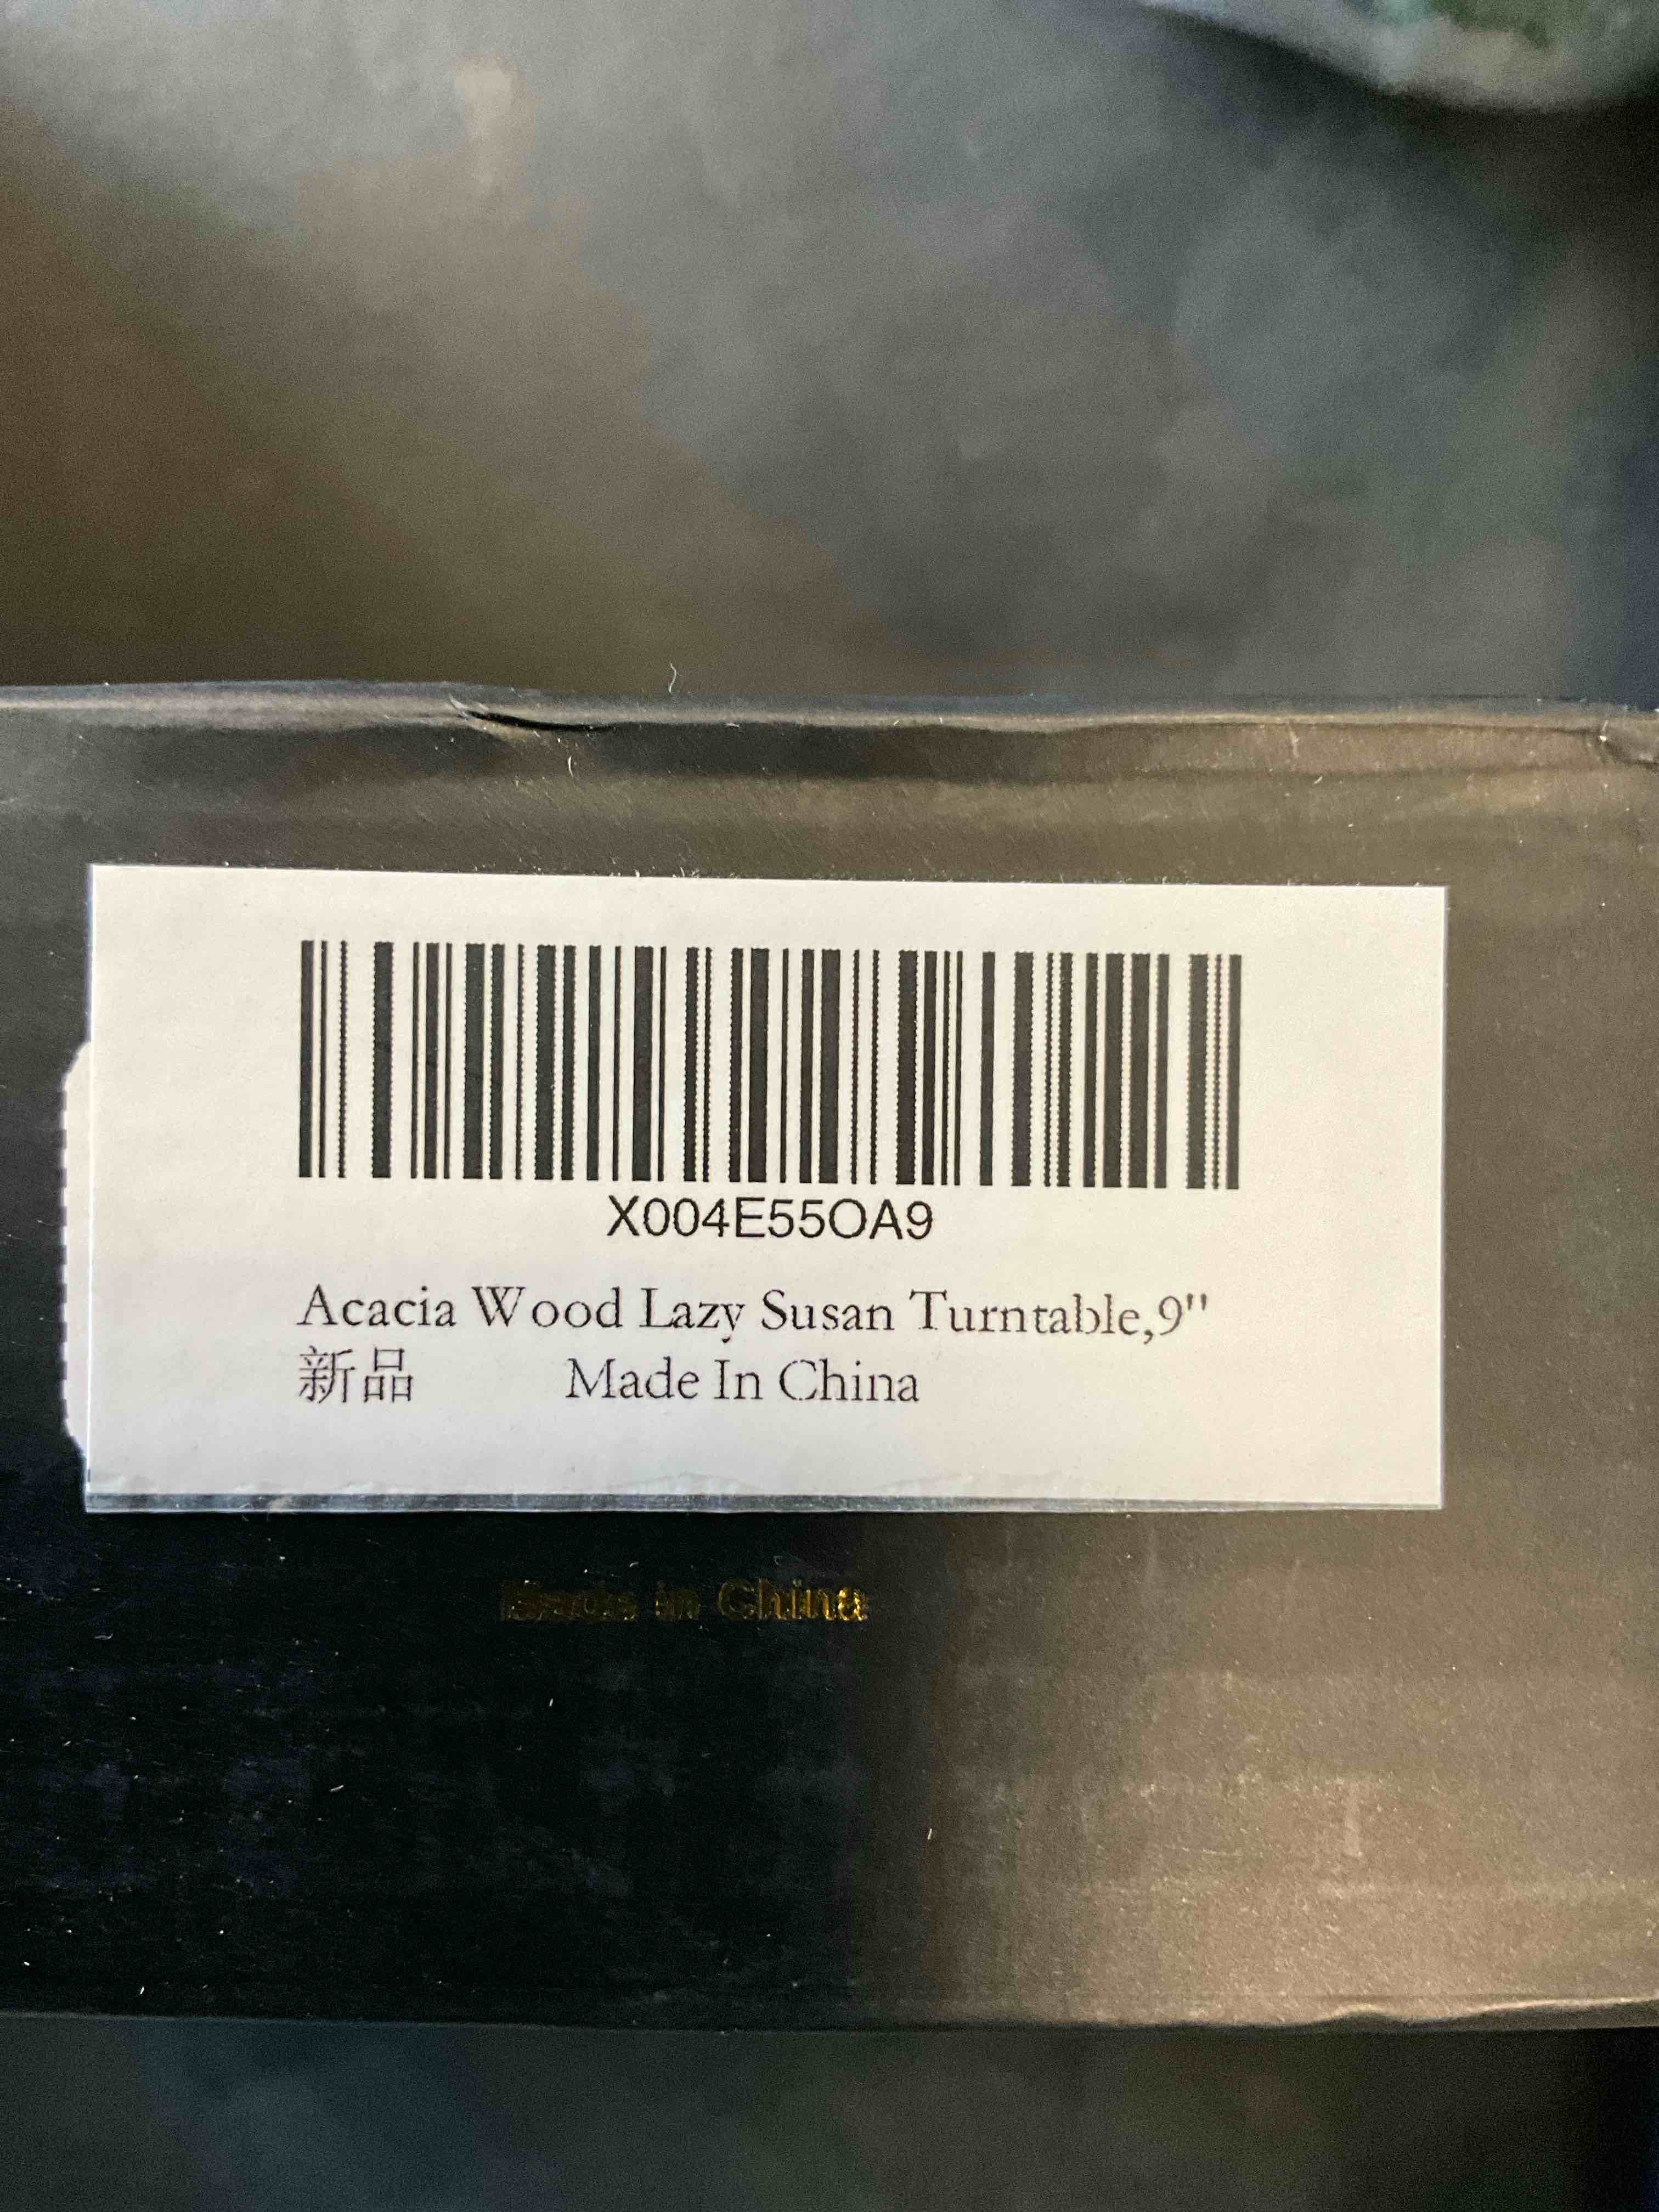 X004E55OA9
Acacia Wood Lazy Susan Turntable,9"
新品 Made In China
Made in China